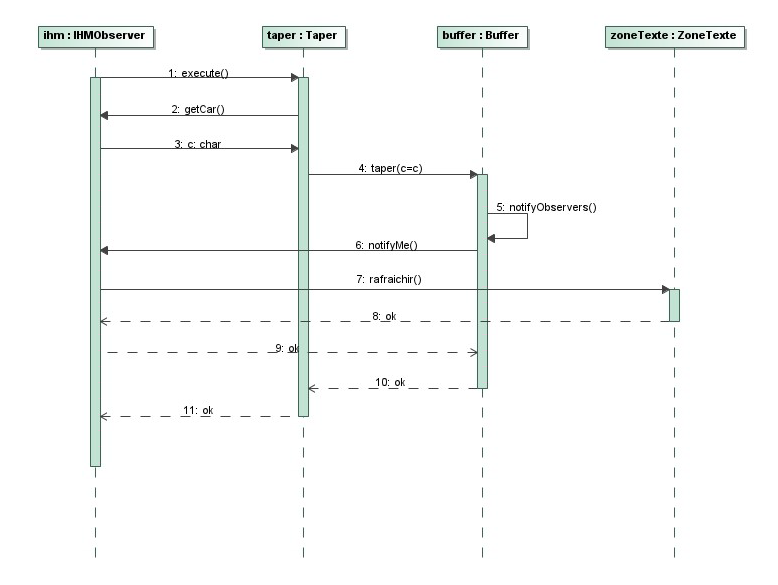 ihm : IHMObserver
taper : Taper
buffer : Buffer
zoneTexte : ZoneTexte
1: execute()
2: getCar()
3: c: char
4: taper(c=c)
5: notifyObservers()
6: notifyMe()
7: rafraichir()
8: ok
9: ok
10: ok
11: ok